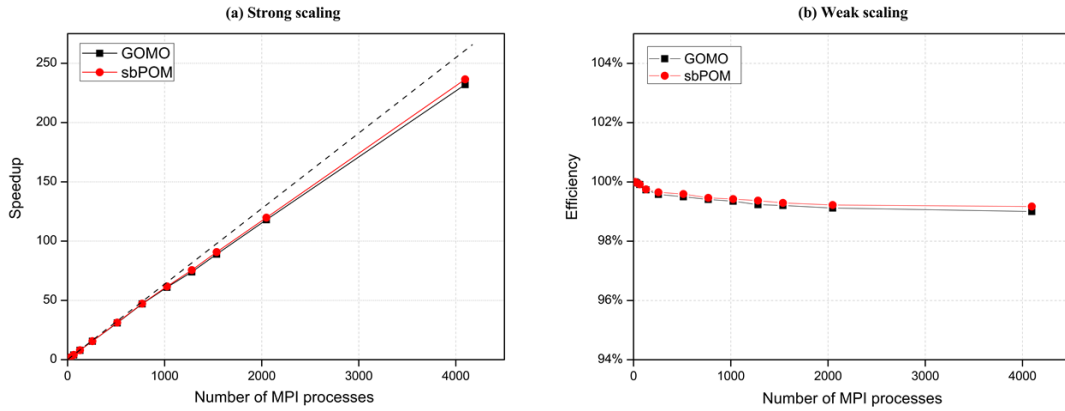 (a) Strong scaling
GOMO
sbPOM
250
200
150
100
50
0
Speedup
0 1000 2000 3000 4000
Number of MPI processes
(b) Weak scaling
GOMO
sbPOM
104%
102%
100%
98%
96%
94%
Efficiency
0 1000 2000 3000 4000
Number of MPI processes